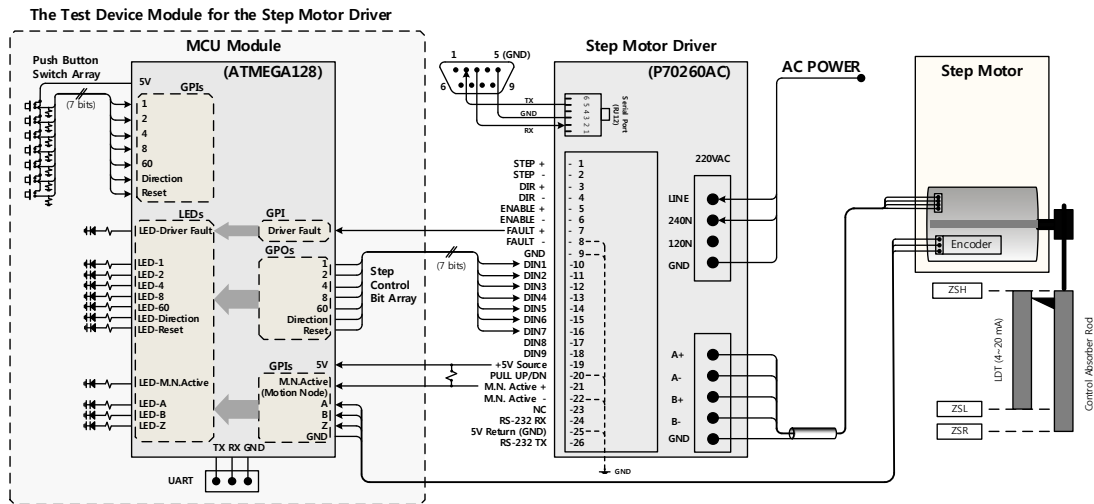 The Test Device Module for the Step Motor Driver
MCU Module
(ATMEGA128)
Push Button
Switch Array
(7 bits)
5V
GPIs
1
2
4
8
60
Direction
Reset
LEDs
LED-Driver Fault
LED-1
LED-2
LED-4
LED-8
LED-60
LED-Direction
LED-Reset
LED-M.N.Active
LED-A
LED-B
LED-Z
GPI
Driver Fault
GPOs
1
2
4
8
60
Direction
Reset
Step
Control
Bit Array
(7 bits)
GPIs
5V
M.N.Active
(Motion Node)
A
B
Z
GND
TX RX GND
UART
1
5 (GND)
6
9
TX
GND
RX
Step Motor Driver
(P70260AC)
6 5 4 3 2 1
Serial Port
(RJ12)
STEP + - 1
STEP - - 2
DIR + - 3
DIR - - 4
ENABLE + - 5
ENABLE - - 6
FAULT + - 7
FAULT - - 8
GND - 9
DIN1 -10
DIN2 -11
DIN3 -12
DIN4 -13
DIN5 -14
DIN6 -15
DIN7 -16
DIN8 -17
DIN9 -18
+5V Source -19
PULL UP/DN -20
M.N. Active + -21
M.N. Active - -22
NC -23
RS-232 RX -24
5V Return (GND) -25
RS-232 TX -26
GND
220VAC
LINE
240N
120N
GND
A+
A-
B+
B-
GND
AC POWER
Step Motor
Encoder
ZSH
LDT (4~20 mA)
ZSL
ZSR
Control Absorber Rod